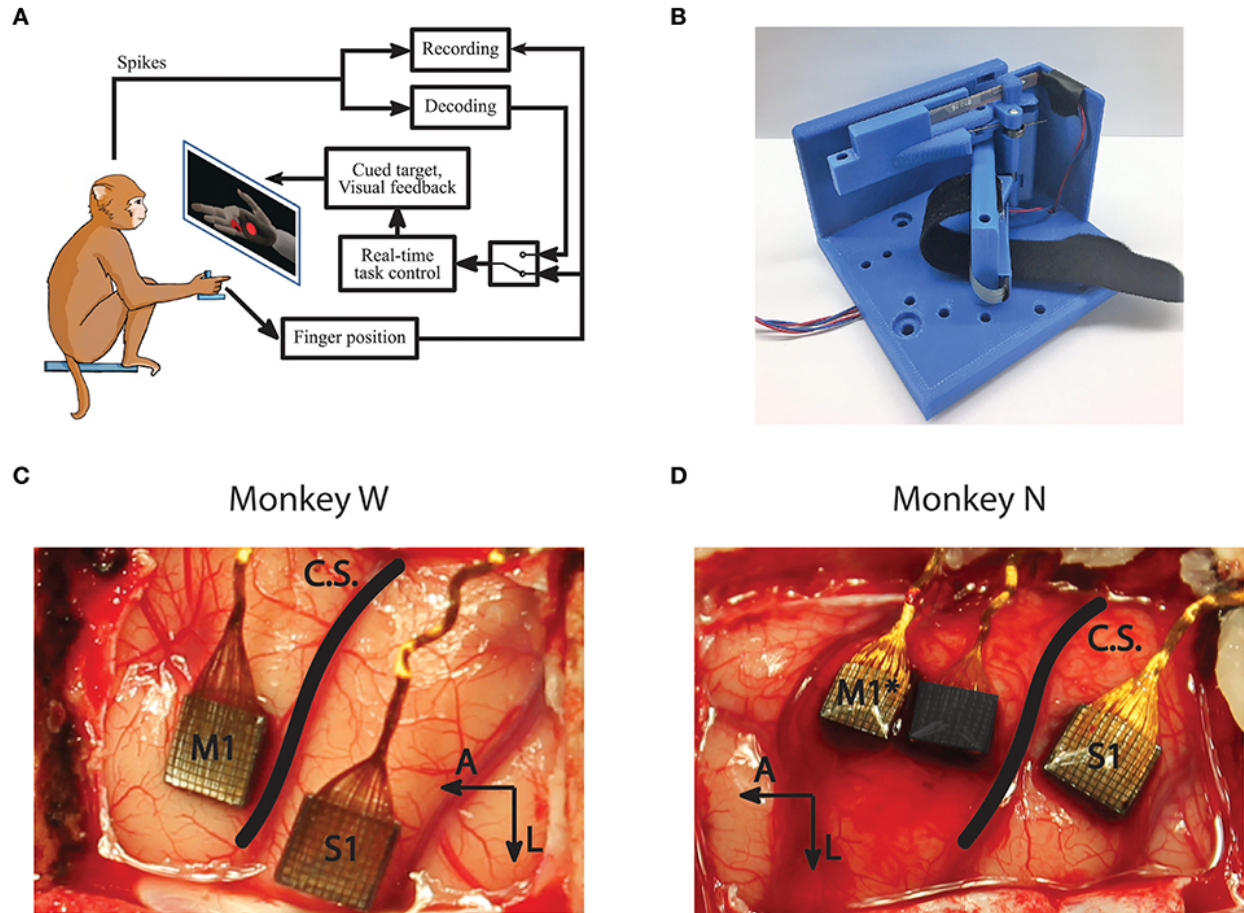 A
Spikes
Recording
Decoding
Cued target,
Visual feedback
Real-time
task control
Finger position
B
C
Monkey W
C.S.
M1
S1
A
L
D
Monkey N
C.S.
M1*
S1
A
L